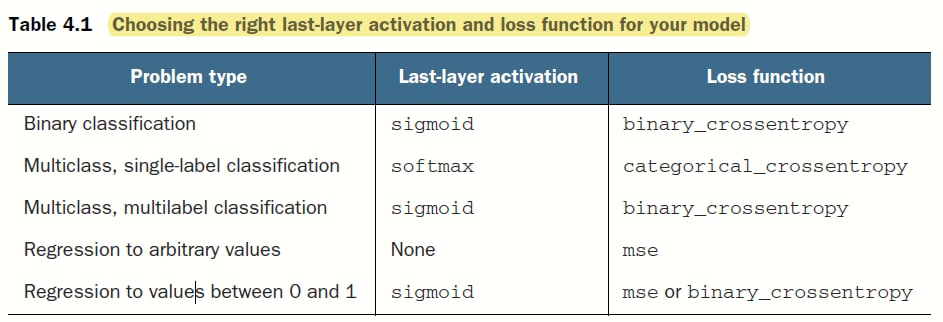 Table 4.1 Choosing the right last-layer activation and loss function for your model
Problem type Last-layer activation Loss function
Binary classification sigmoid binary_crossentropy
Multiclass, single-label classification softmax categorical_crossentropy
Multiclass, multilabel classification sigmoid binary_crossentropy
Regression to arbitrary values None mse
Regression to values between 0 and 1 sigmoid mse or binary_crossentropy